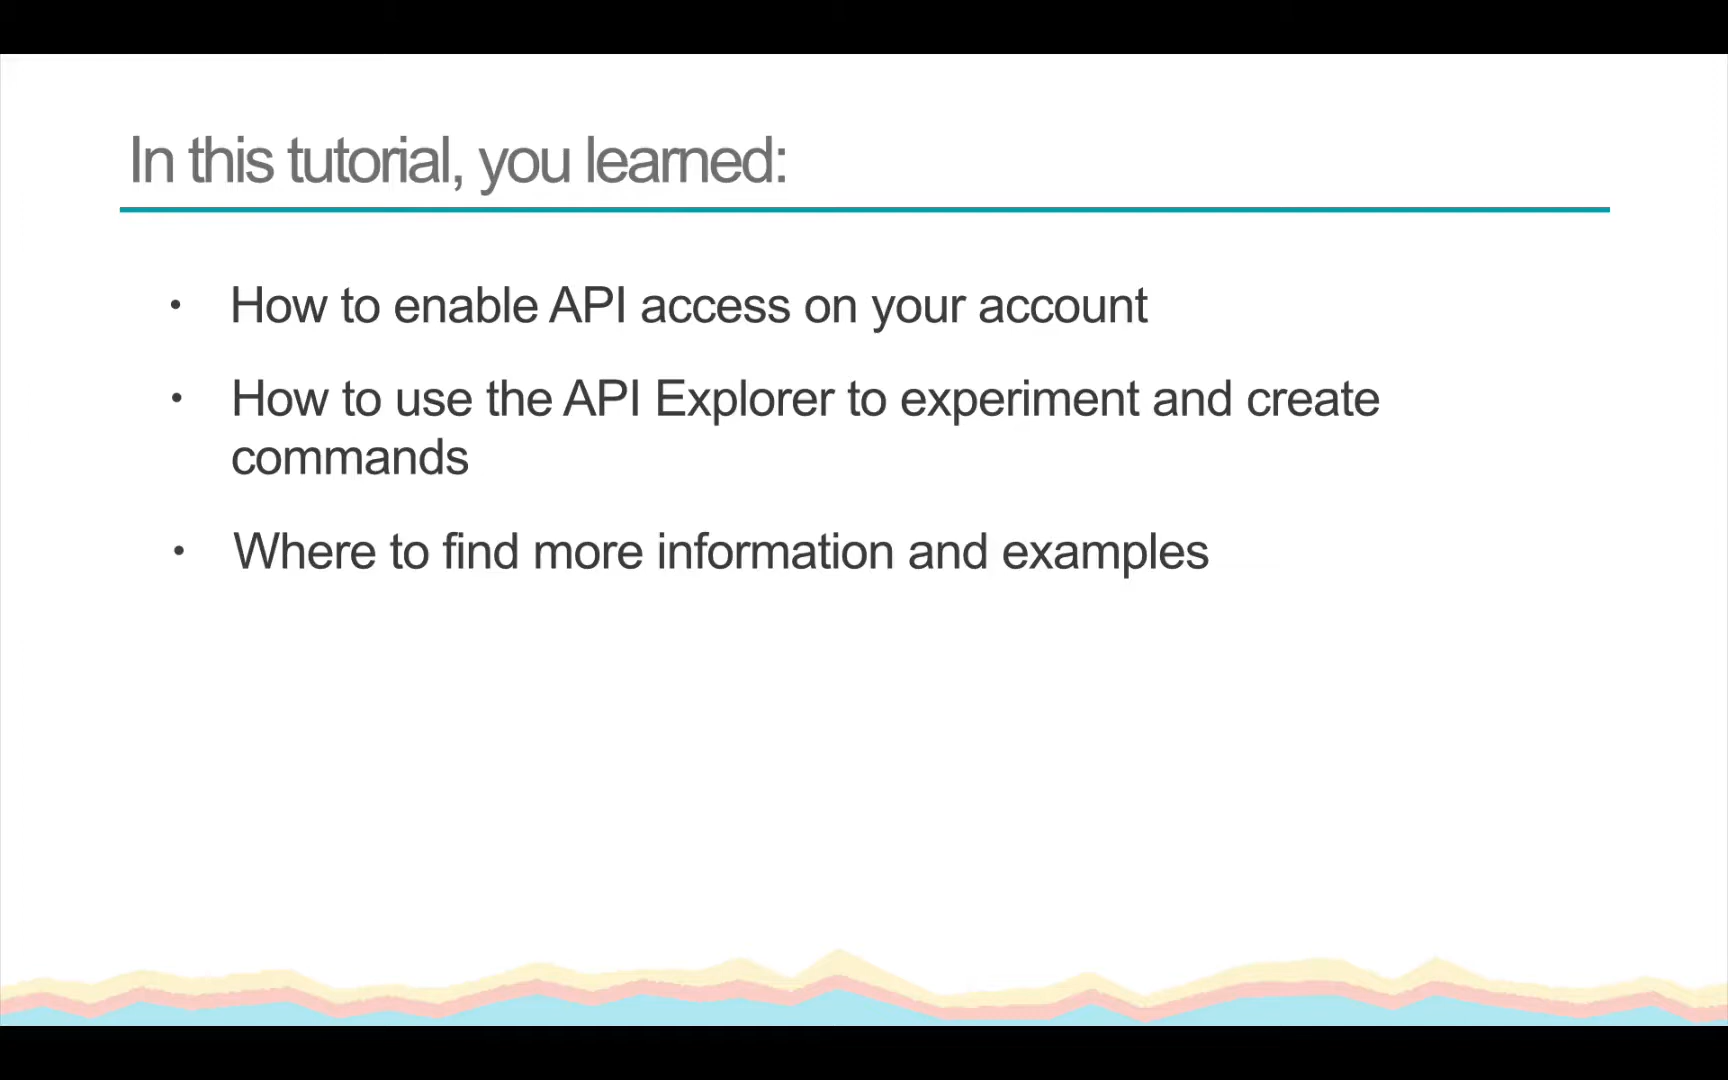 In this tutorial, you learned:
• How to enable API access on your account
• How to use the API Explorer to experiment and create
commands
• Where to find more information and examples